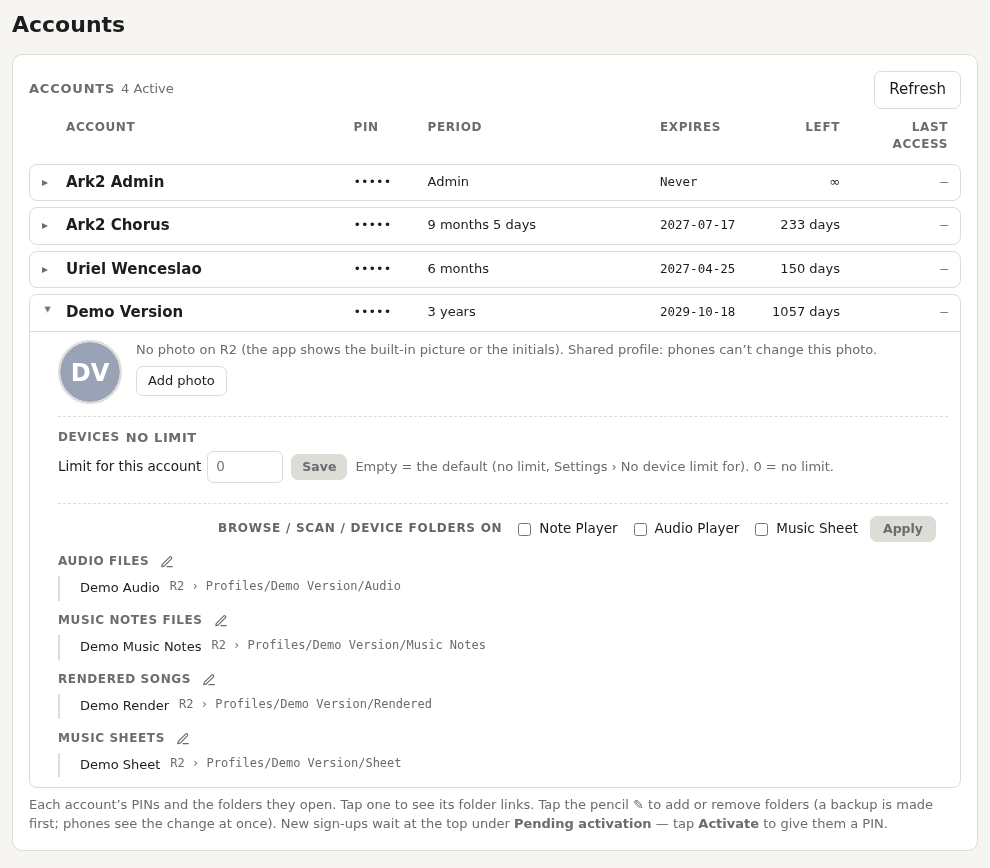 Accounts
ACCOUNTS 4 Active
Refresh
ACCOUNT PIN PERIOD EXPIRES LEFT LAST ACCESS
▸ Ark2 Admin ••••• Admin Never ∞ —
▸ Ark2 Chorus ••••• 9 months 5 days 2027-07-17 233 days —
▸ Uriel Wenceslao ••••• 6 months 2027-04-25 150 days —
▾ Demo Version ••••• 3 years 2029-10-18 1057 days —
DV
No photo on R2 (the app shows the built-in picture or the initials). Shared profile: phones can’t change this photo.
Add photo
DEVICES NO LIMIT
Limit for this account 0 Save Empty = the default (no limit, Settings › No device limit for). 0 = no limit.
BROWSE / SCAN / DEVICE FOLDERS ON Note Player Audio Player Music Sheet Apply
AUDIO FILES
Demo Audio R2 › Profiles/Demo Version/Audio
MUSIC NOTES FILES
Demo Music Notes R2 › Profiles/Demo Version/Music Notes
RENDERED SONGS
Demo Render R2 › Profiles/Demo Version/Rendered
MUSIC SHEETS
Demo Sheet R2 › Profiles/Demo Version/Sheet
Each account’s PINs and the folders they open. Tap one to see its folder links. Tap the pencil ✎ to add or remove folders (a backup is made
first; phones see the change at once). New sign-ups wait at the top under Pending activation — tap Activate to give them a PIN.